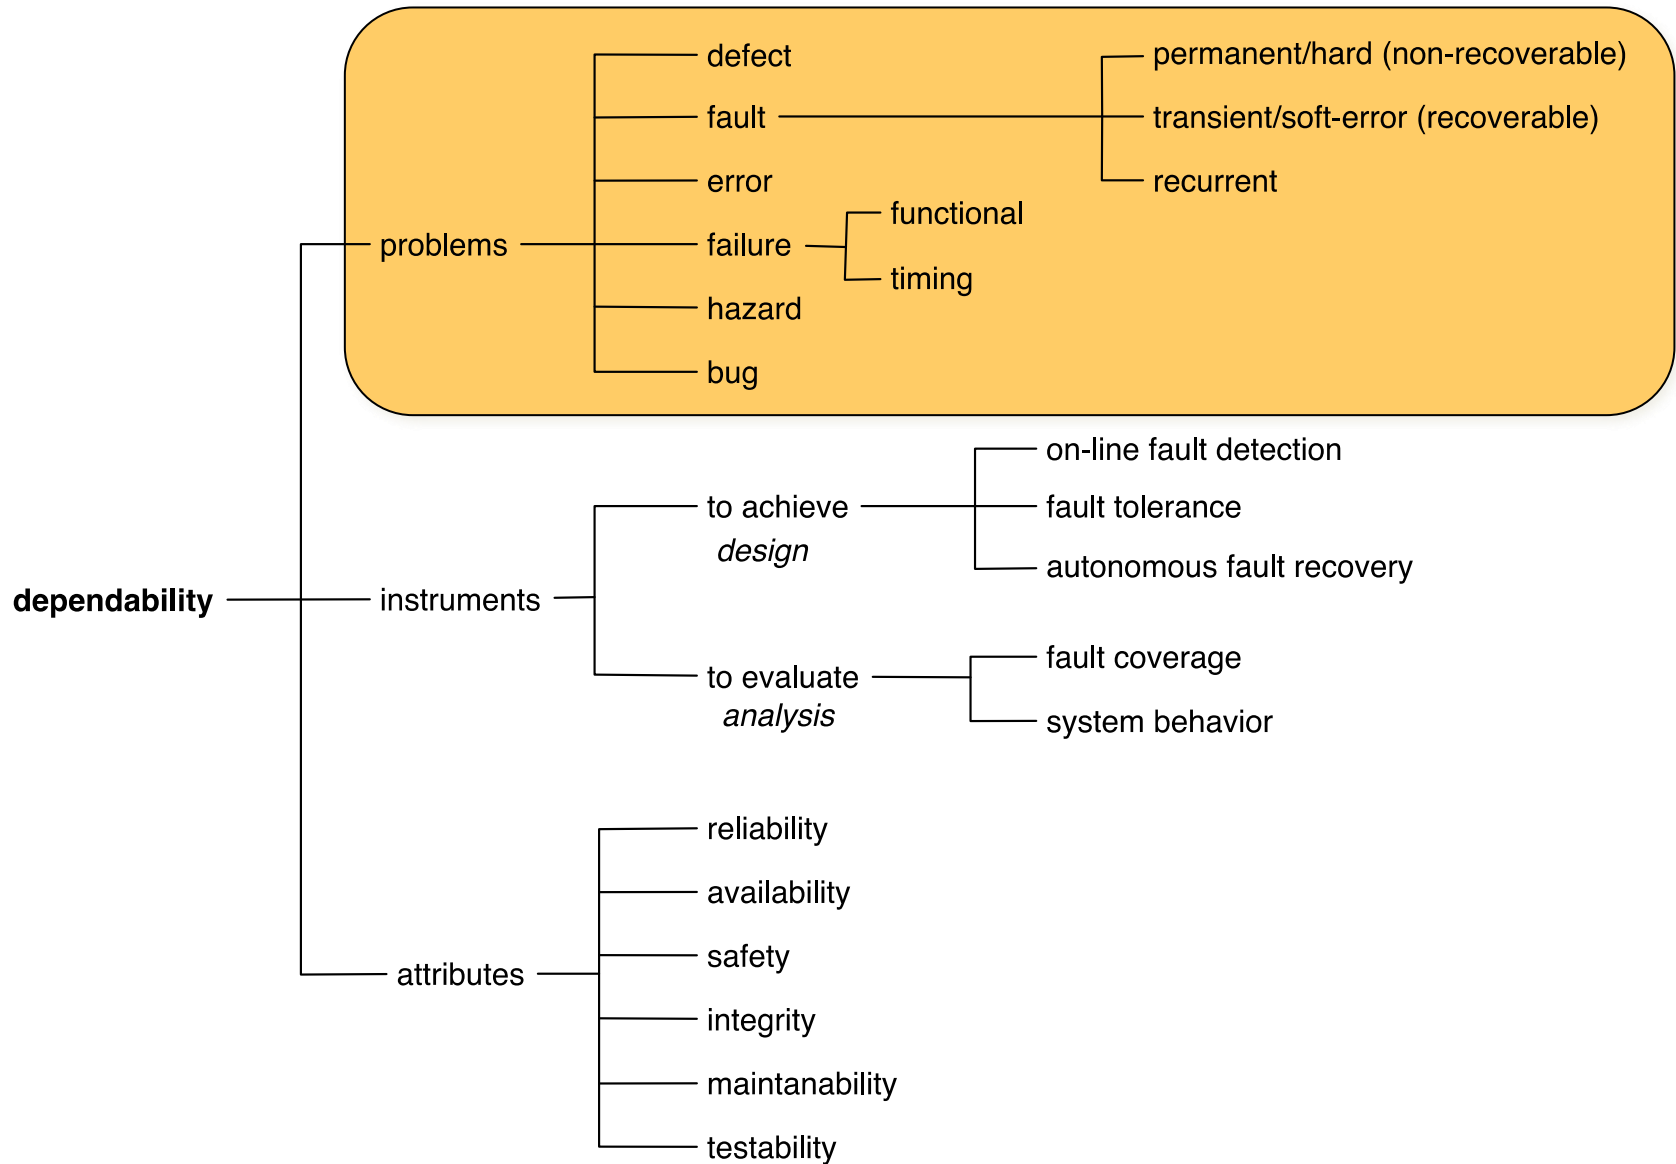 defect
permanent/hard (non-recoverable)
fault
transient/soft-error (recoverable)
error
recurrent
functional
problems
failure
timing
hazard
bug
on-line fault detection
to achieve
fault tolerance
design
autonomous fault recovery
dependability
instruments
fault coverage
to evaluate
analysis
system behavior
reliability
availability
safety
attributes
integrity
maintanability
testability